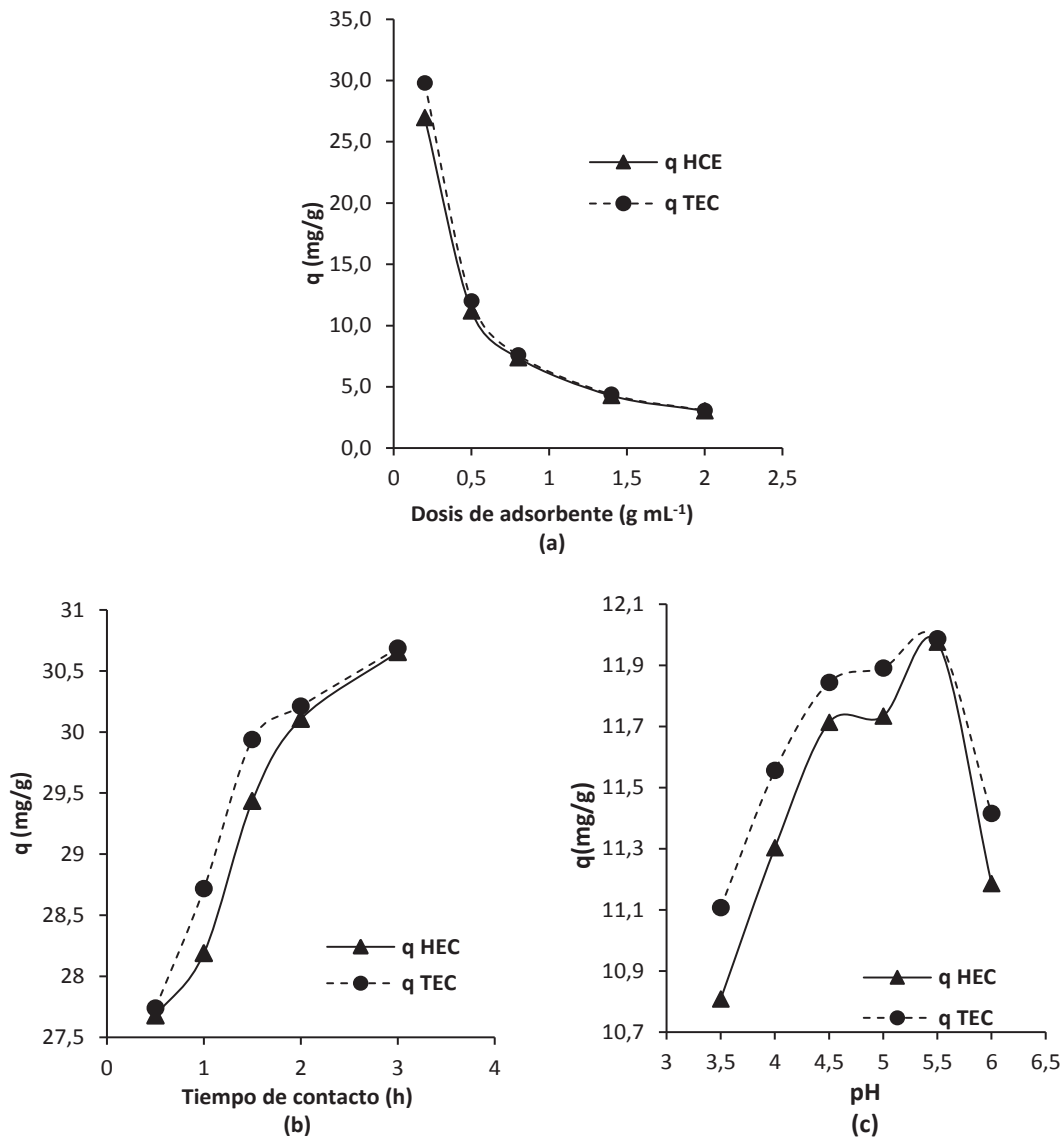 35,0
30,0
25,0
20,0
15,0
10,0
5,0
0,0
q (mg/g)
q HCE
q TEC
0 0,5 1 1,5 2 2,5
Dosis de adsorbente (g mL-1)
(a)
31
30,5
30
29,5
29
28,5
28
27,5
q (mg/g)
q HEC
q TEC
0 1 2 3 4
Tiempo de contacto (h)
(b)
12,1
11,9
11,7
11,5
11,3
11,1
10,9
10,7
q(mg/g)
q HEC
q TEC
3 3,5 4 4,5 5 5,5 6 6,5
pH
(c)